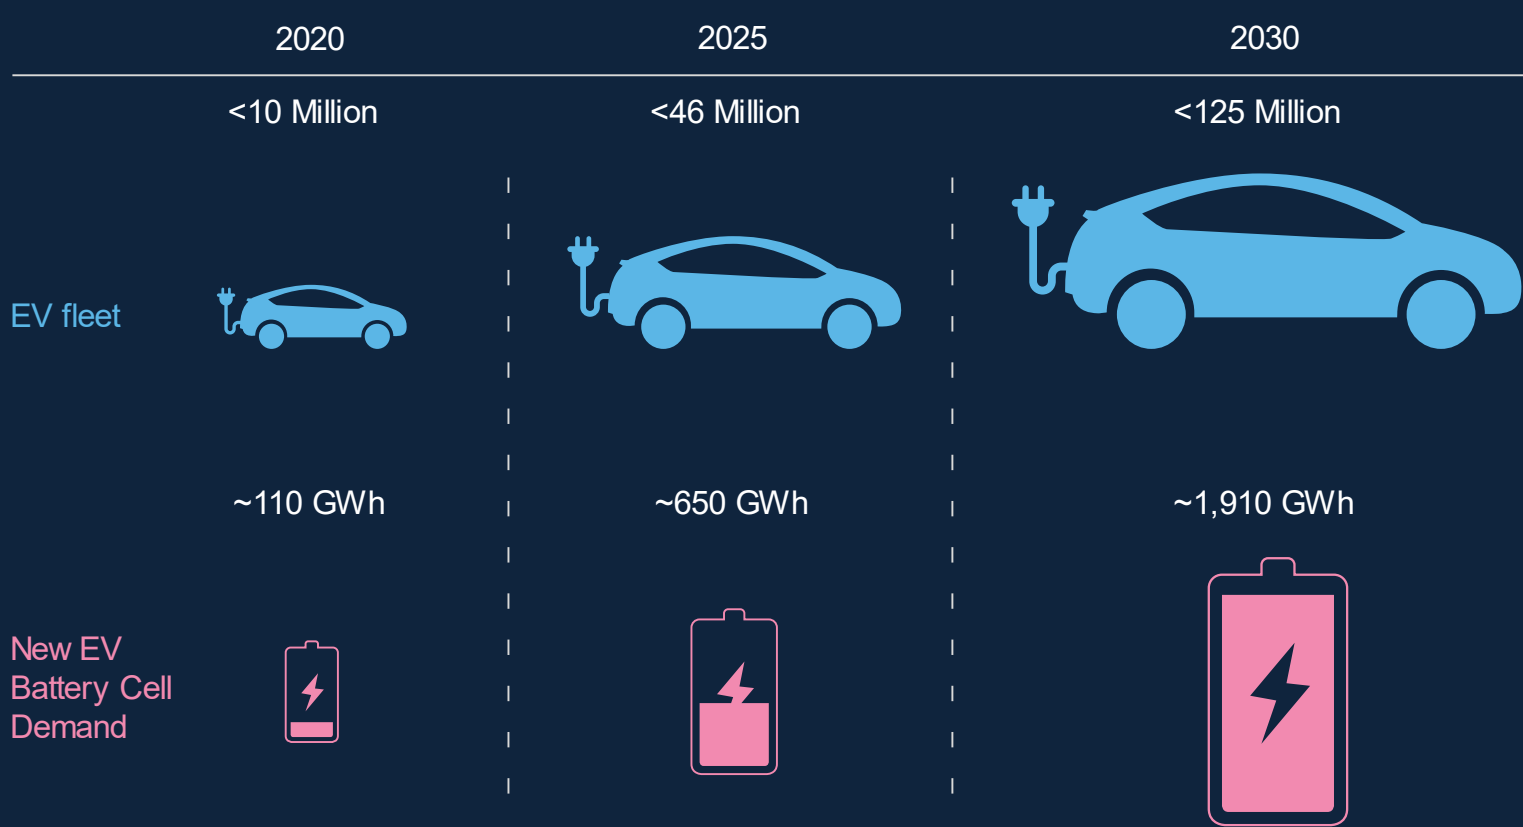 2020 2025 2030
<10 Million <46 Million <125 Million
EV fleet
~110 GWh ~650 GWh ~1,910 GWh
New EV
Battery Cell
Demand